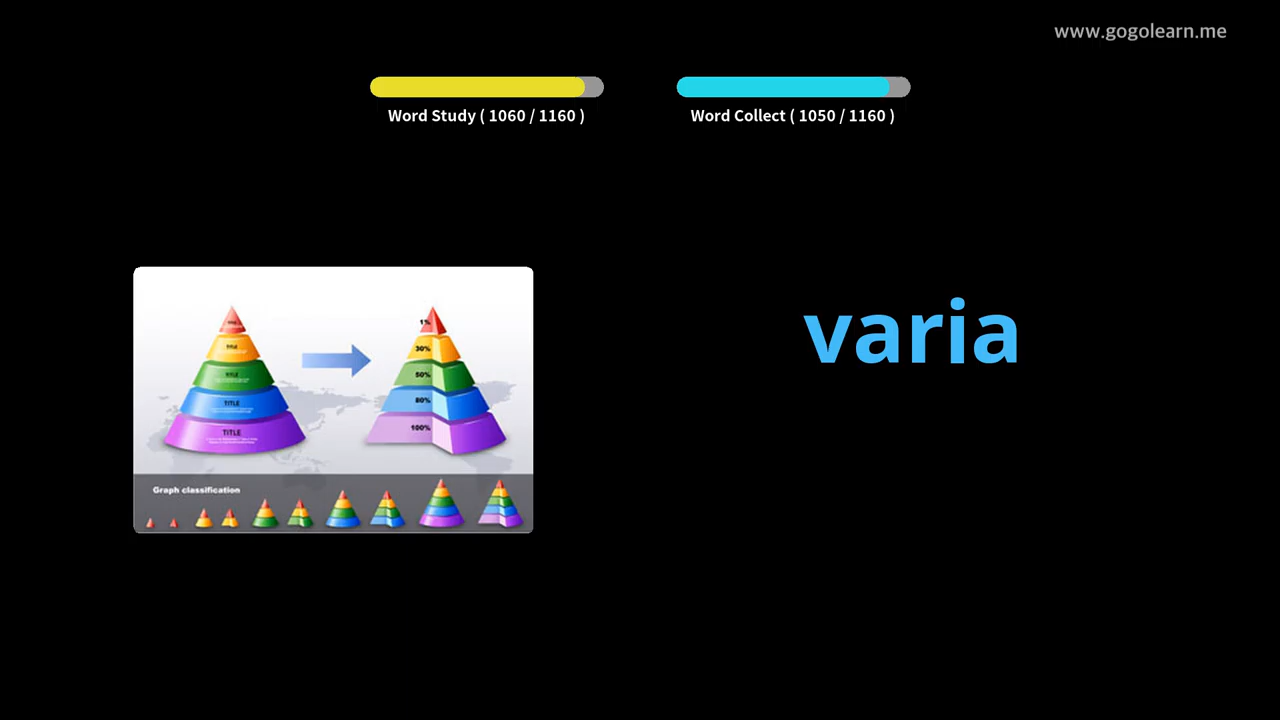 www.gogolearn.me
Word Study ( 1060 / 1160 )
Word Collect ( 1050 / 1160 )
varia
TITLE
TITLE
TITLE
TITLE
1%
30%
50%
80%
100%
Graph classification